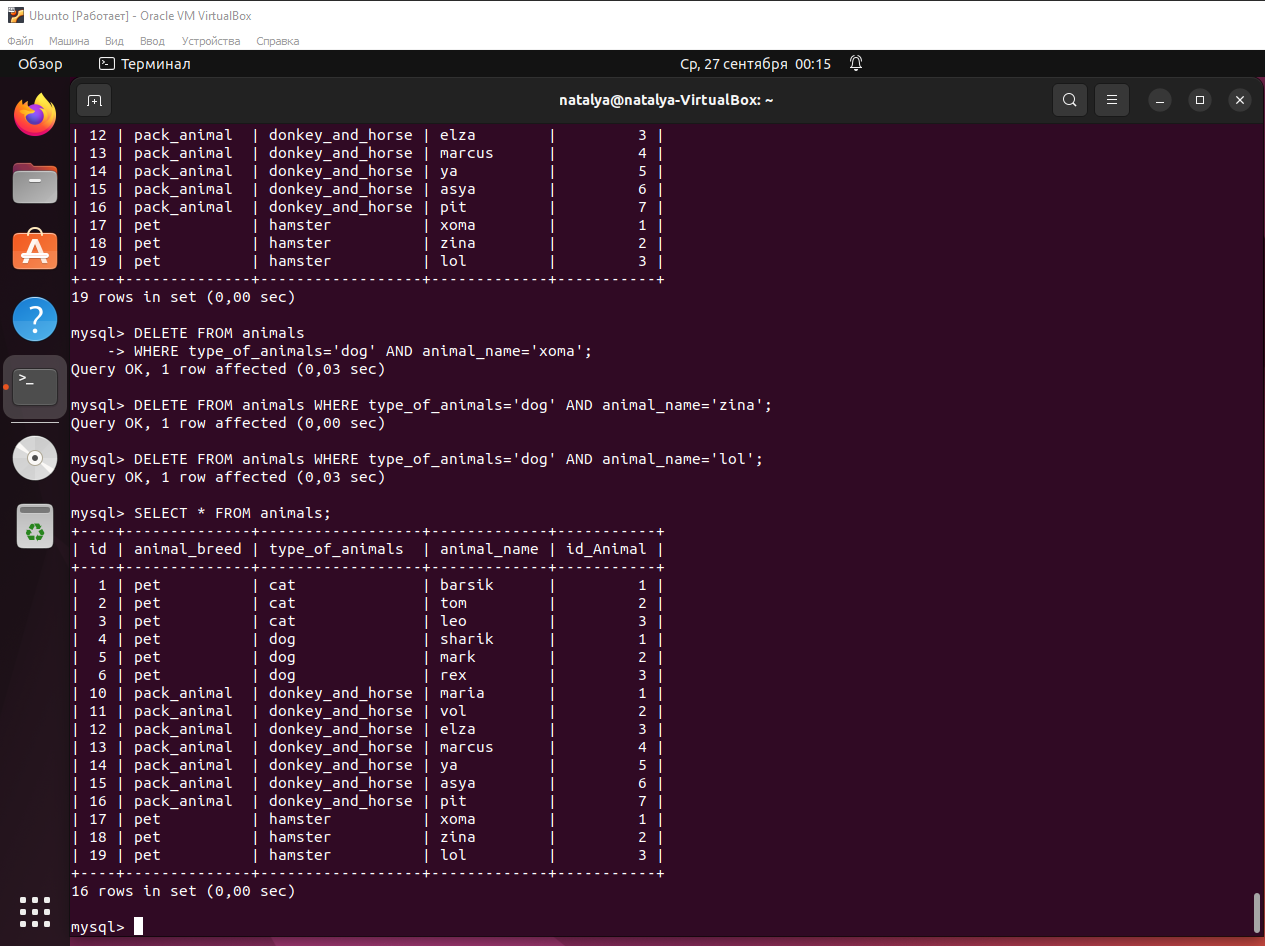 Ubunto [Работает] - Oracle VM VirtualBox
Файл Машина Вид Ввод Устройства Справка
Обзор Терминал Ср, 27 сентября 00:15
natalya@natalya-VirtualBox: ~
| 12 | pack_animal  | donkey_and_horse | elza        |         3 |
| 13 | pack_animal  | donkey_and_horse | marcus      |         4 |
| 14 | pack_animal  | donkey_and_horse | ya          |         5 |
| 15 | pack_animal  | donkey_and_horse | asya        |         6 |
| 16 | pack_animal  | donkey_and_horse | pit         |         7 |
| 17 | pet          | hamster          | xoma        |         1 |
| 18 | pet          | hamster          | zina        |         2 |
| 19 | pet          | hamster          | lol         |         3 |
+----+--------------+------------------+-------------+-----------+
19 rows in set (0,00 sec)
mysql> DELETE FROM animals
    -> WHERE type_of_animals='dog' AND animal_name='xoma';
Query OK, 1 row affected (0,03 sec)
mysql> DELETE FROM animals WHERE type_of_animals='dog' AND animal_name='zina';
Query OK, 1 row affected (0,00 sec)
mysql> DELETE FROM animals WHERE type_of_animals='dog' AND animal_name='lol';
Query OK, 1 row affected (0,03 sec)
mysql> SELECT * FROM animals;
+----+--------------+------------------+-------------+-----------+
| id | animal_breed | type_of_animals  | animal_name | id_Animal |
+----+--------------+------------------+-------------+-----------+
|  1 | pet          | cat              | barsik      |         1 |
|  2 | pet          | cat              | tom         |         2 |
|  3 | pet          | cat              | leo         |         3 |
|  4 | pet          | dog              | sharik      |         1 |
|  5 | pet          | dog              | mark        |         2 |
|  6 | pet          | dog              | rex         |         3 |
| 10 | pack_animal  | donkey_and_horse | maria       |         1 |
| 11 | pack_animal  | donkey_and_horse | vol         |         2 |
| 12 | pack_animal  | donkey_and_horse | elza        |         3 |
| 13 | pack_animal  | donkey_and_horse | marcus      |         4 |
| 14 | pack_animal  | donkey_and_horse | ya          |         5 |
| 15 | pack_animal  | donkey_and_horse | asya        |         6 |
| 16 | pack_animal  | donkey_and_horse | pit         |         7 |
| 17 | pet          | hamster          | xoma        |         1 |
| 18 | pet          | hamster          | zina        |         2 |
| 19 | pet          | hamster          | lol         |         3 |
+----+--------------+------------------+-------------+-----------+
16 rows in set (0,00 sec)
mysql>